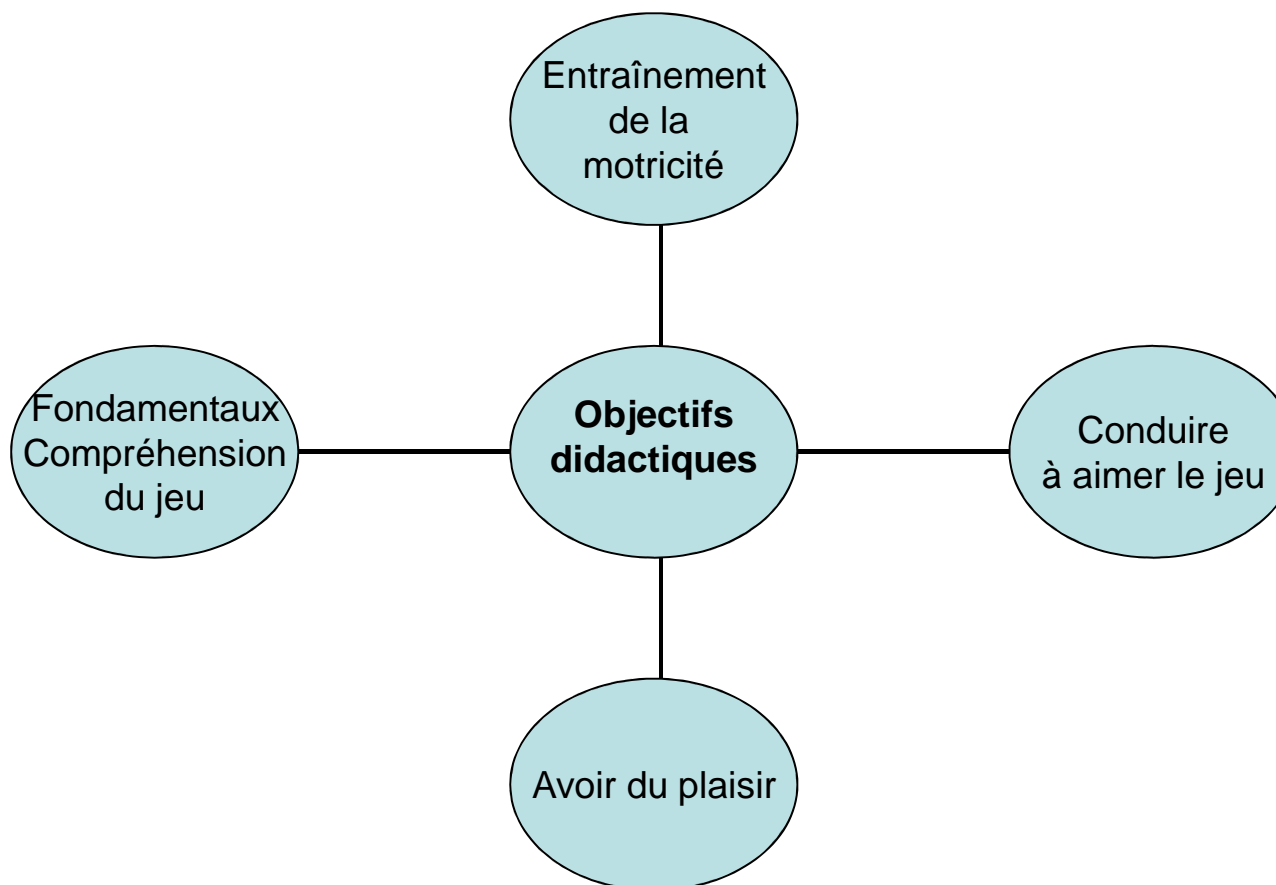 Entraînement
de la
motricité
Fondamentaux
Compréhension
du jeu
Objectifs
didactiques
Conduire
à aimer le jeu
Avoir du plaisir